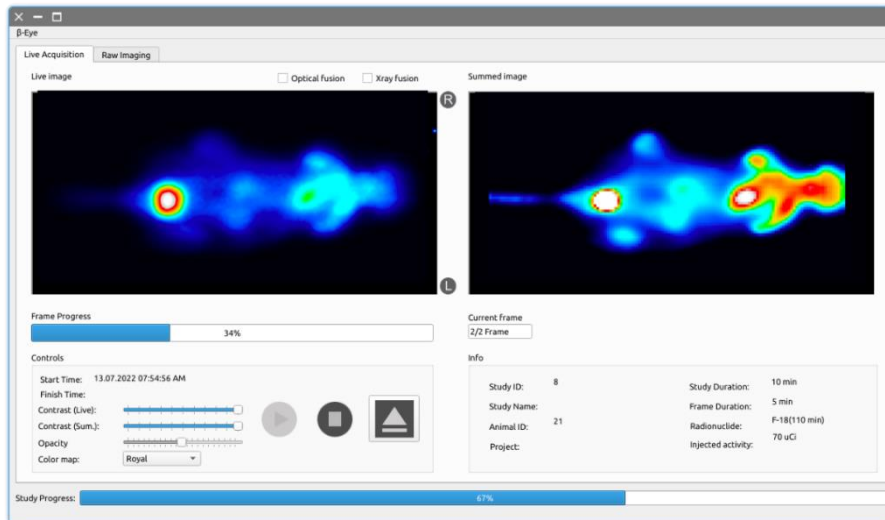 β-Eye
Live Acquisition Raw Imaging
Live image Optical fusion Xray fusion Summed image
R
L
Frame Progress
34%
Current frame
2/2 Frame
Controls
Start Time: 13.07.2022 07:54:56 AM
Finish Time:
Contrast (Live):
Contrast (Sum.):
Opacity
Color map: Royal
Info
Study ID: 8
Study Name:
Animal ID: 21
Project:
Study Duration: 10 min
Frame Duration: 5 min
Radionuclide: F-18(110 min)
Injected activity: 70 uCi
Study Progress: 67%